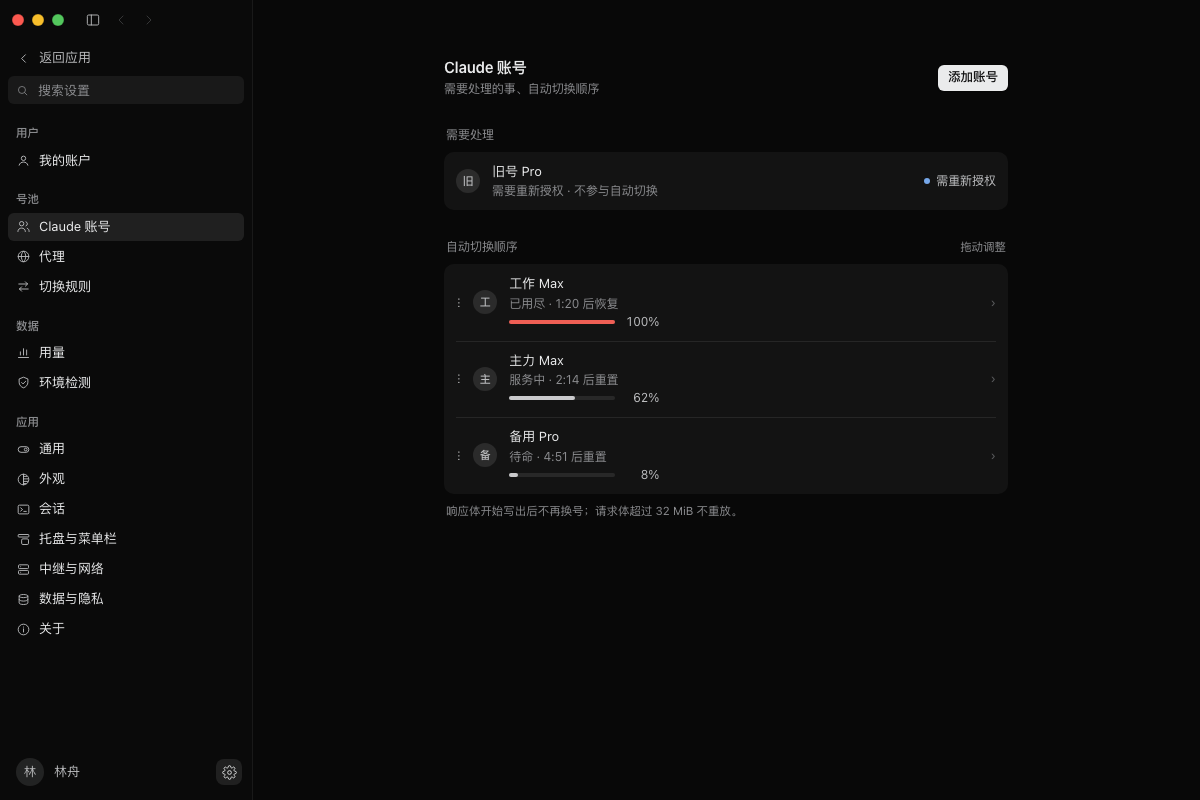 返回应用
搜索设置
用户
我的账户
号池
Claude 账号
代理
切换规则
数据
用量
环境检测
应用
通用
外观
会话
托盘与菜单栏
中继与网络
数据与隐私
关于
林 林舟
Claude 账号
需要处理的事、自动切换顺序
添加账号
需要处理
旧 旧号 Pro
需要重新授权 · 不参与自动切换
需重新授权
自动切换顺序 拖动调整
工 工作 Max
已用尽 · 1:20 后恢复
100%
主 主力 Max
服务中 · 2:14 后重置
62%
备 备用 Pro
待命 · 4:51 后重置
8%
响应体开始写出后不再换号；请求体超过 32 MiB 不重放。